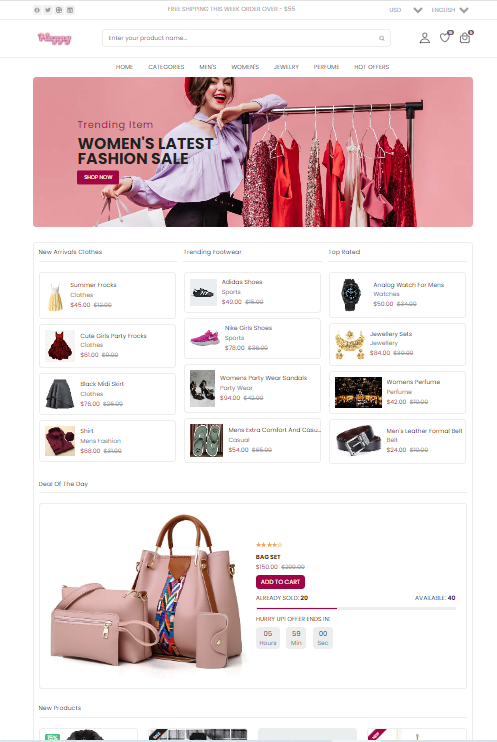 FREE SHIPPING THIS WEEK ORDER OVER - $55
USD
ENGLISH
Happy
Enter your product name...
HOME CATEGORIES MEN'S WOMEN'S JEWELRY PERFUME HOT OFFERS
Trending Item
WOMEN'S LATEST
FASHION SALE
SHOP NOW
New Arrivals Clothes
Summer Frocks
Clothes
$45.00 $12.00
Cute Girls Party Frocks
Clothes
$61.00 $9.00
Black Midi Skirt
Clothes
$76.00 $25.00
Shirt
Mens Fashion
$68.00 $31.00
Trending Footwear
Adidas Shoes
Sports
$49.00 $15.00
Nike Girls Shoes
Sports
$78.00 $36.00
Womens Party Wear Sandals
Party Wear
$94.00 $42.00
Mens Extra Comfort And Casu...
Casual
$54.00 $65.00
Top Rated
Analog Watch For Mens
Watches
$50.00 $34.00
Jewellery Sets
Jewellery
$84.00 $30.00
Womens Perfume
Perfume
$42.00 $10.00
Men's Leather Formal Belt
Belt
$24.00 $10.00
Deal Of The Day
BAG SET
$150.00 $200.00
ADD TO CART
ALREADY SOLD: 20
AVAILABLE: 40
HURRY UP! OFFER ENDS IN:
05 59 00
Hours Min Sec
New Products
15%